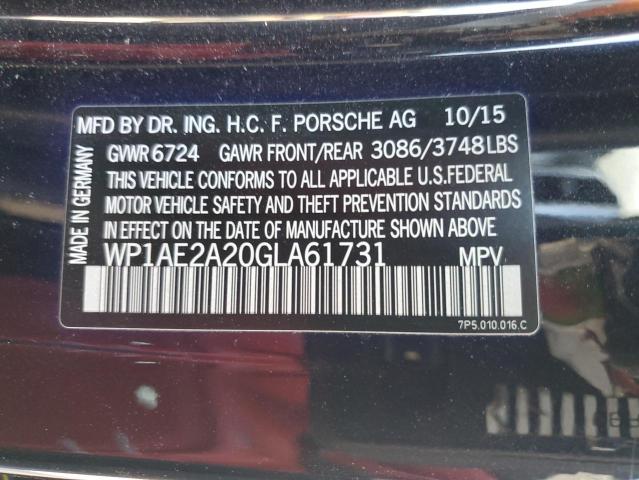 MFD BY DR. ING. H.C. F. PORSCHE AG 10/15
GVWR 6724 GAWR FRONT/REAR 3086/3748 LBS
THIS VEHICLE CONFORMS TO ALL APPLICABLE U.S. FEDERAL
MOTOR VEHICLE SAFETY AND THEFT PREVENTION STANDARDS
IN EFFECT ON DATE OF MANUFACTURE SHOWN ABOVE
WP1AE2A20GLA61731 MPV
7P5.010.016.C
MADE IN GERMANY